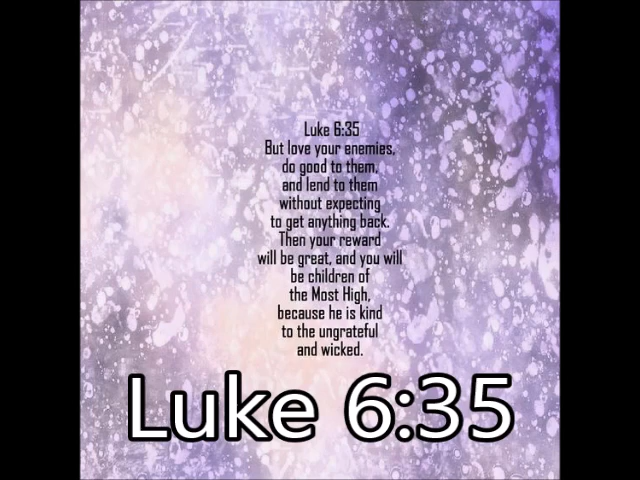 Luke 6:35
But love your enemies,
do good to them,
and lend to them
without expecting
to get anything back.
Then your reward
will be great, and you will
be children of
the Most High,
because he is kind
to the ungrateful
and wicked.
Luke 6:35